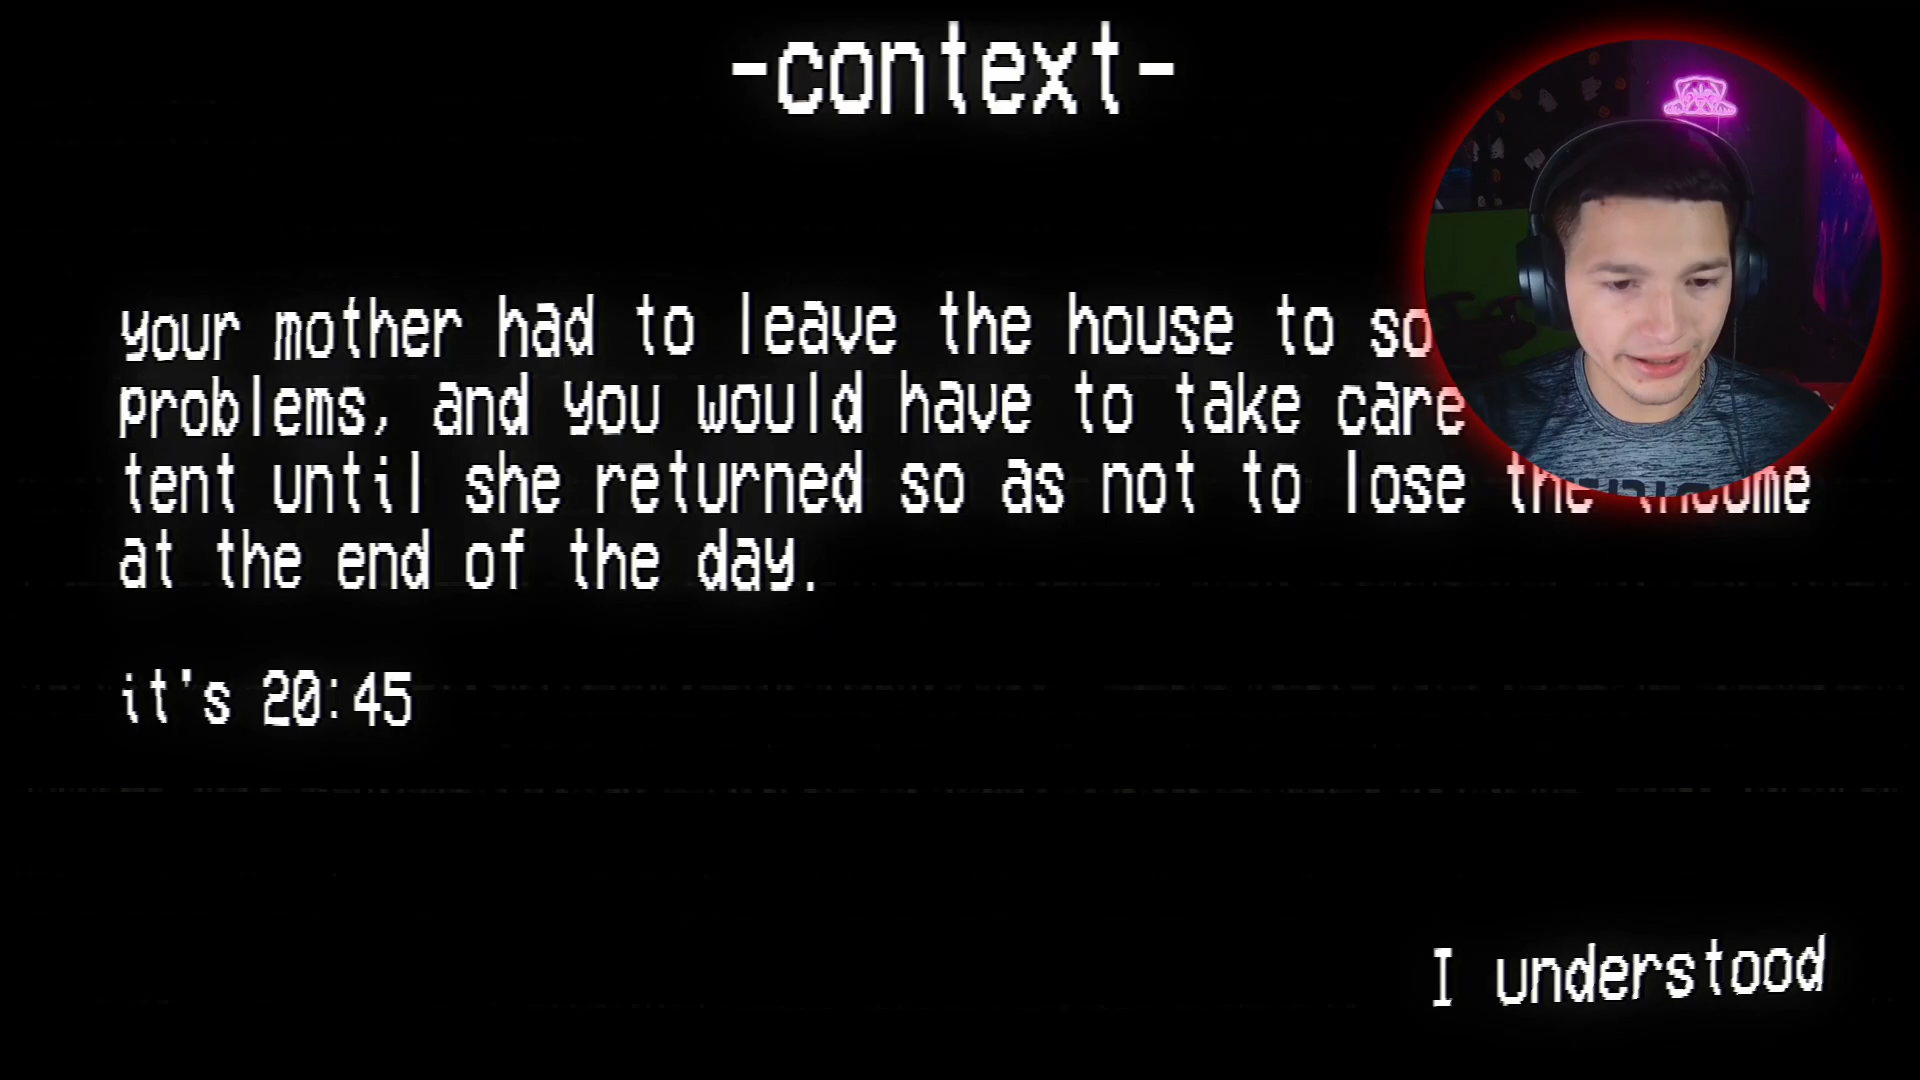 -context-
your mother had to leave the house to so
problems, and you would have to take care
tent until she returned so as not to lose the income
at the end of the day.
it's 20:45
I understood